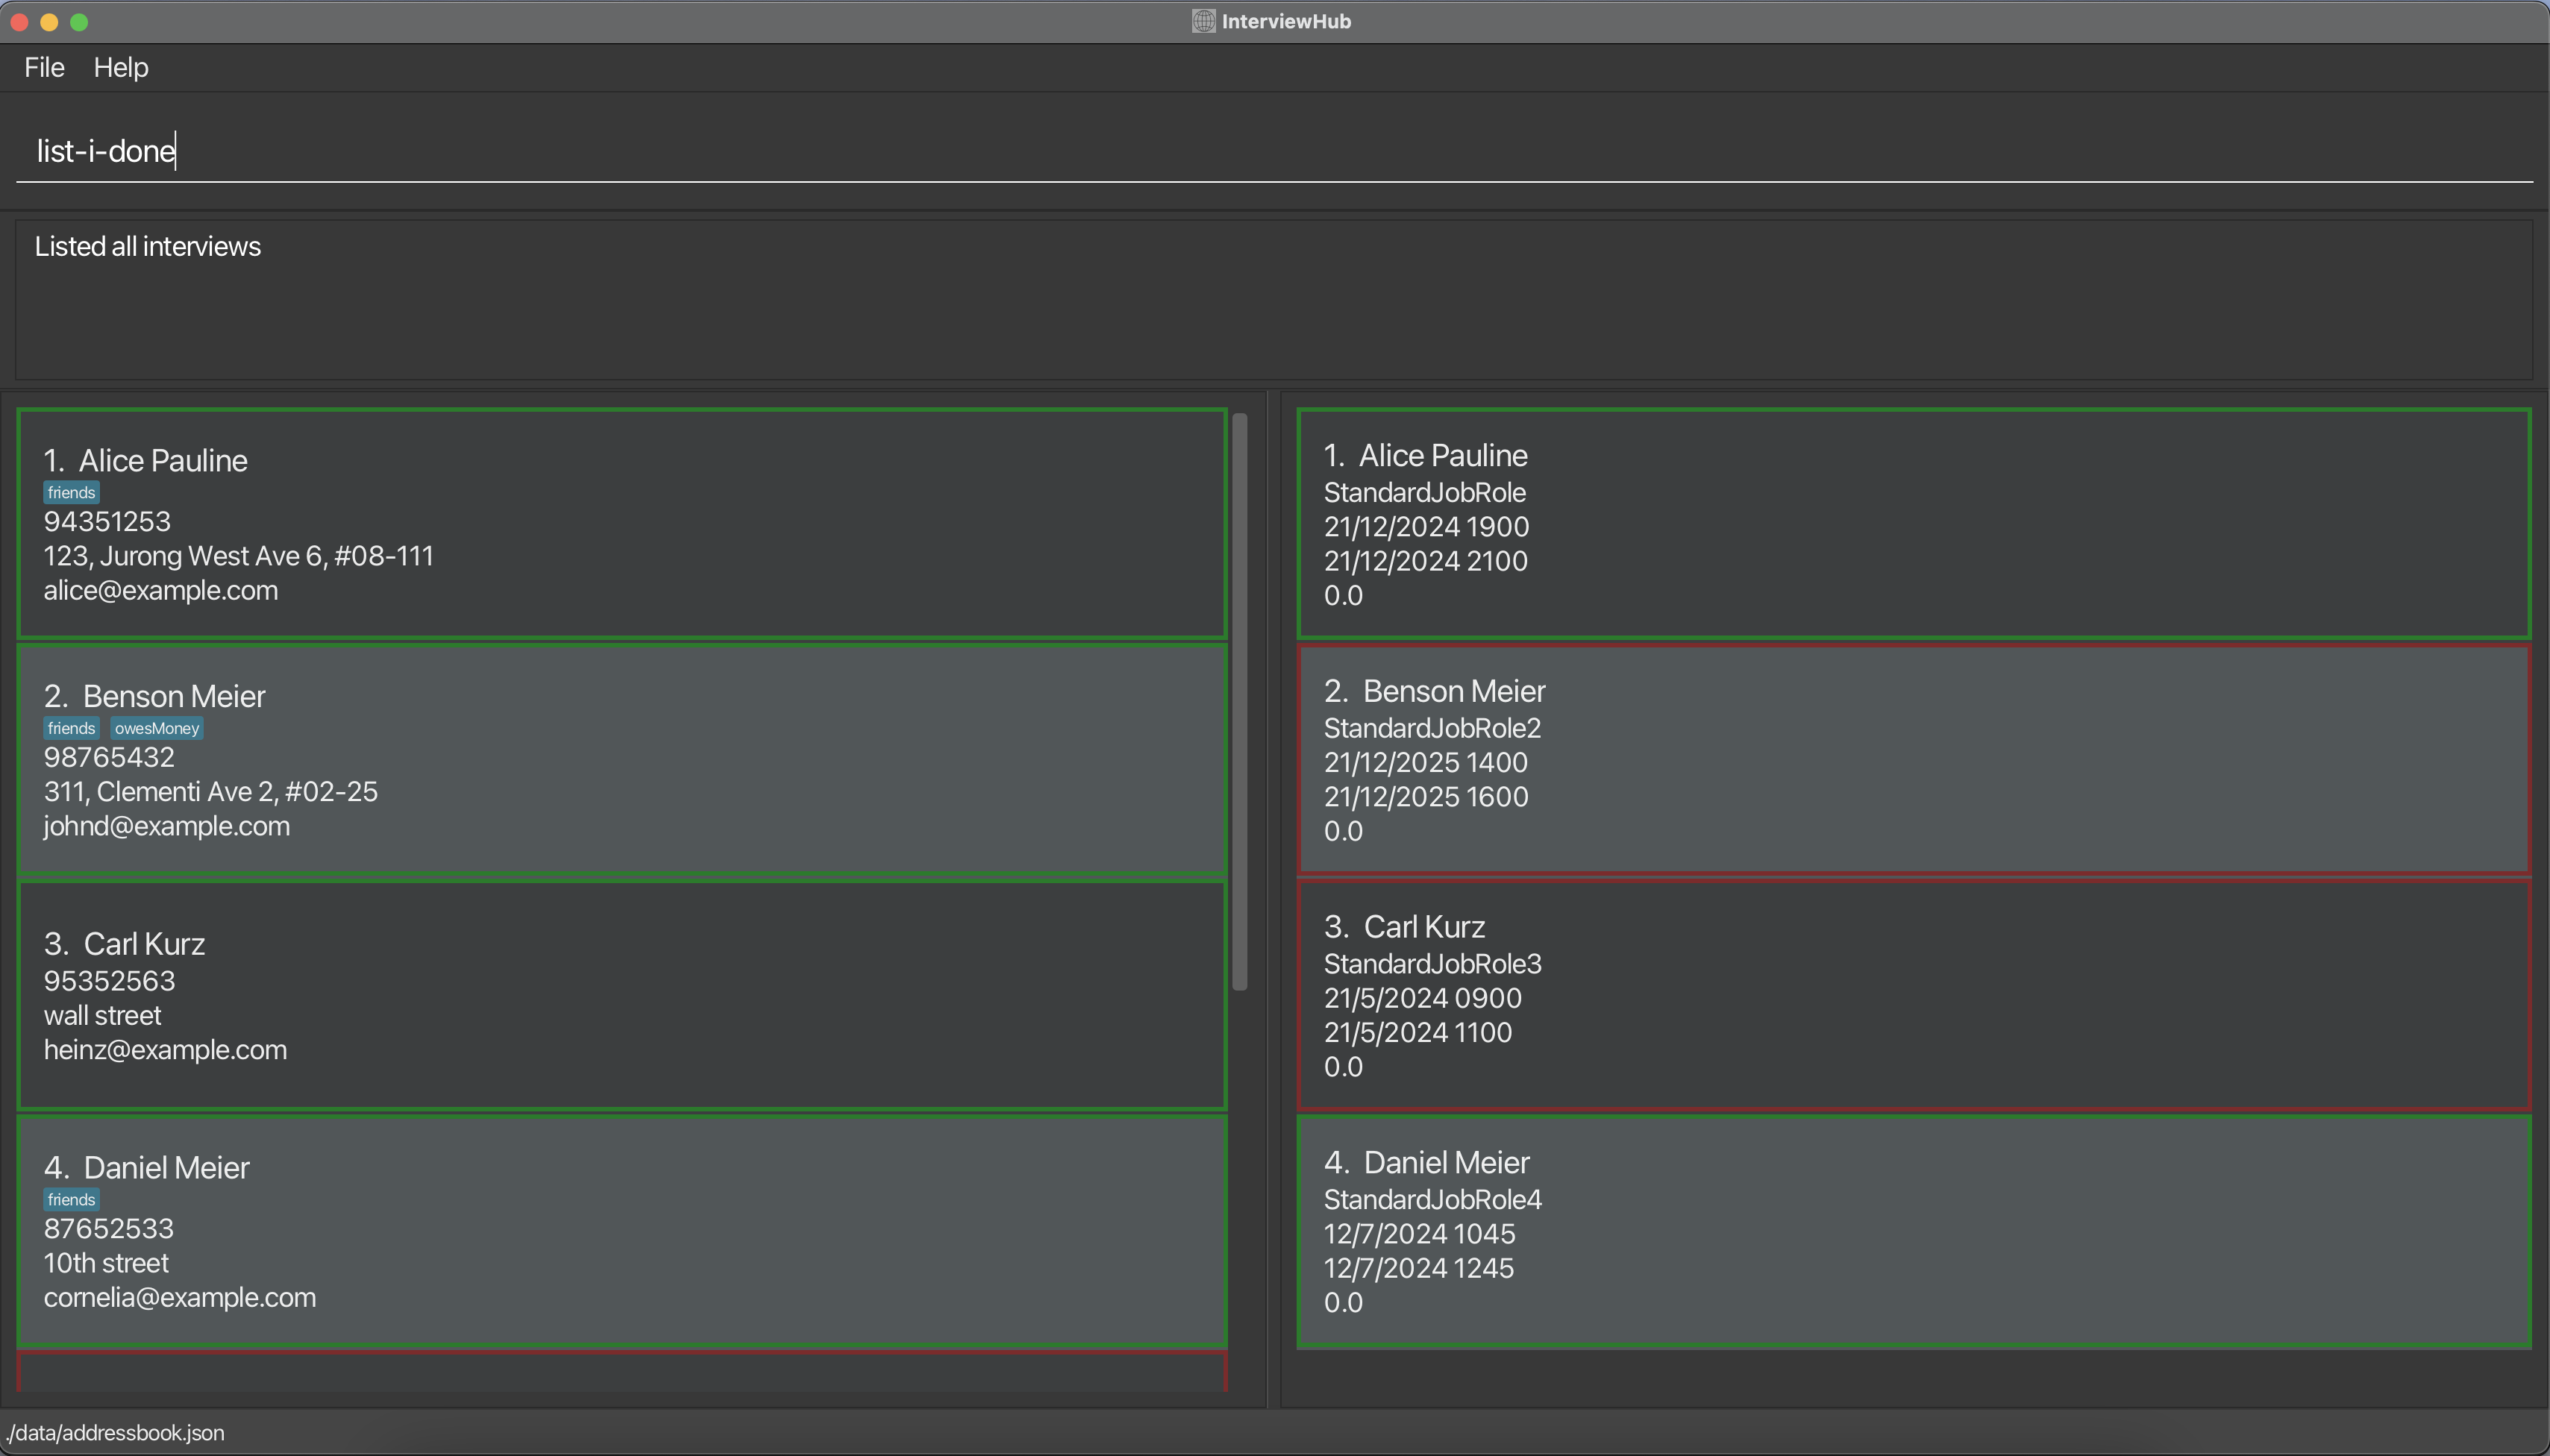 InterviewHub
File Help
list-i-done
Listed all interviews
1. Alice Pauline
friends
94351253
123, Jurong West Ave 6, #08-111
alice@example.com
2. Benson Meier
friends owesMoney
98765432
311, Clementi Ave 2, #02-25
johnd@example.com
3. Carl Kurz
95352563
wall street
heinz@example.com
4. Daniel Meier
friends
87652533
10th street
cornelia@example.com
1. Alice Pauline
StandardJobRole
21/12/2024 1900
21/12/2024 2100
0.0
2. Benson Meier
StandardJobRole2
21/12/2025 1400
21/12/2025 1600
0.0
3. Carl Kurz
StandardJobRole3
21/5/2024 0900
21/5/2024 1100
0.0
4. Daniel Meier
StandardJobRole4
12/7/2024 1045
12/7/2024 1245
0.0
./data/addressbook.json